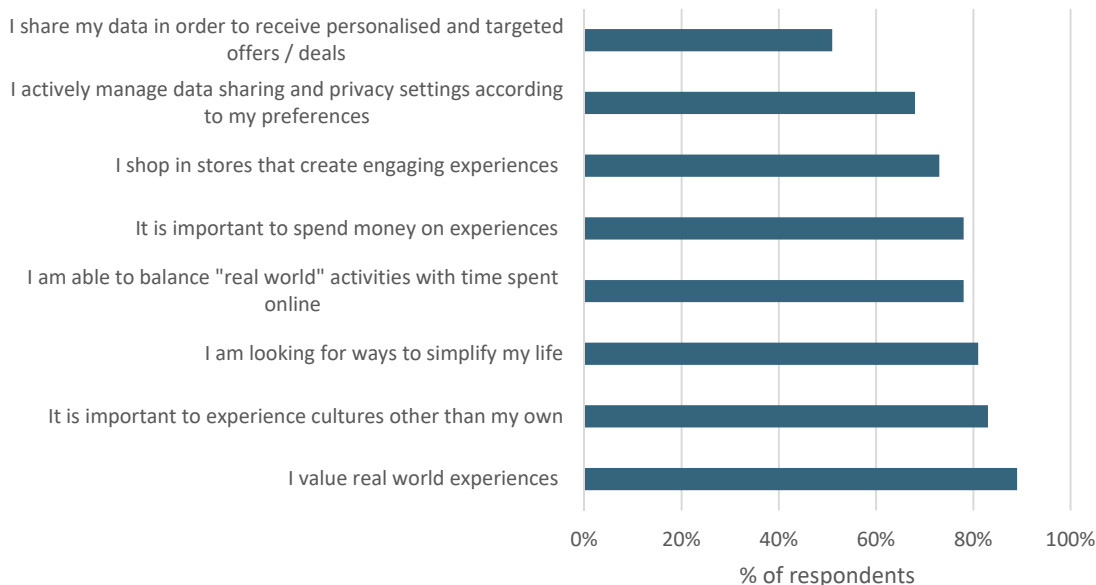 I share my data in order to receive personalised and targeted
offers / deals
I actively manage data sharing and privacy settings according
to my preferences
I shop in stores that create engaging experiences
It is important to spend money on experiences
I am able to balance "real world" activities with time spent
online
I am looking for ways to simplify my life
It is important to experience cultures other than my own
I value real world experiences
0% 20% 40% 60% 80% 100%
% of respondents